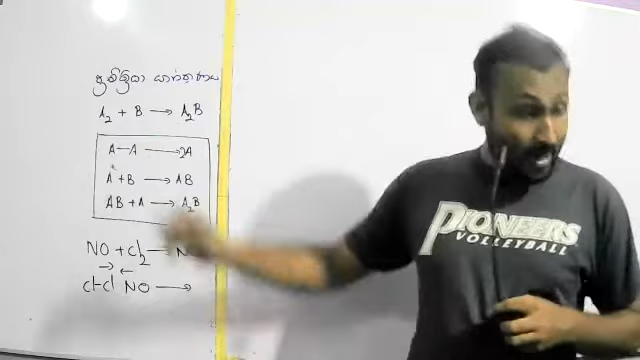 ප්‍රතික්‍රියා යාන්ත්‍රණය
A₂ + B ⟶ A₂B
A—A ⟶ 2A
A + B ⟶ AB
AB + A ⟶ A₂B
NO + Cl₂ — N
→ ←
Cl-Cl NO ⟶
PIONEERS
VOLLEYBALL